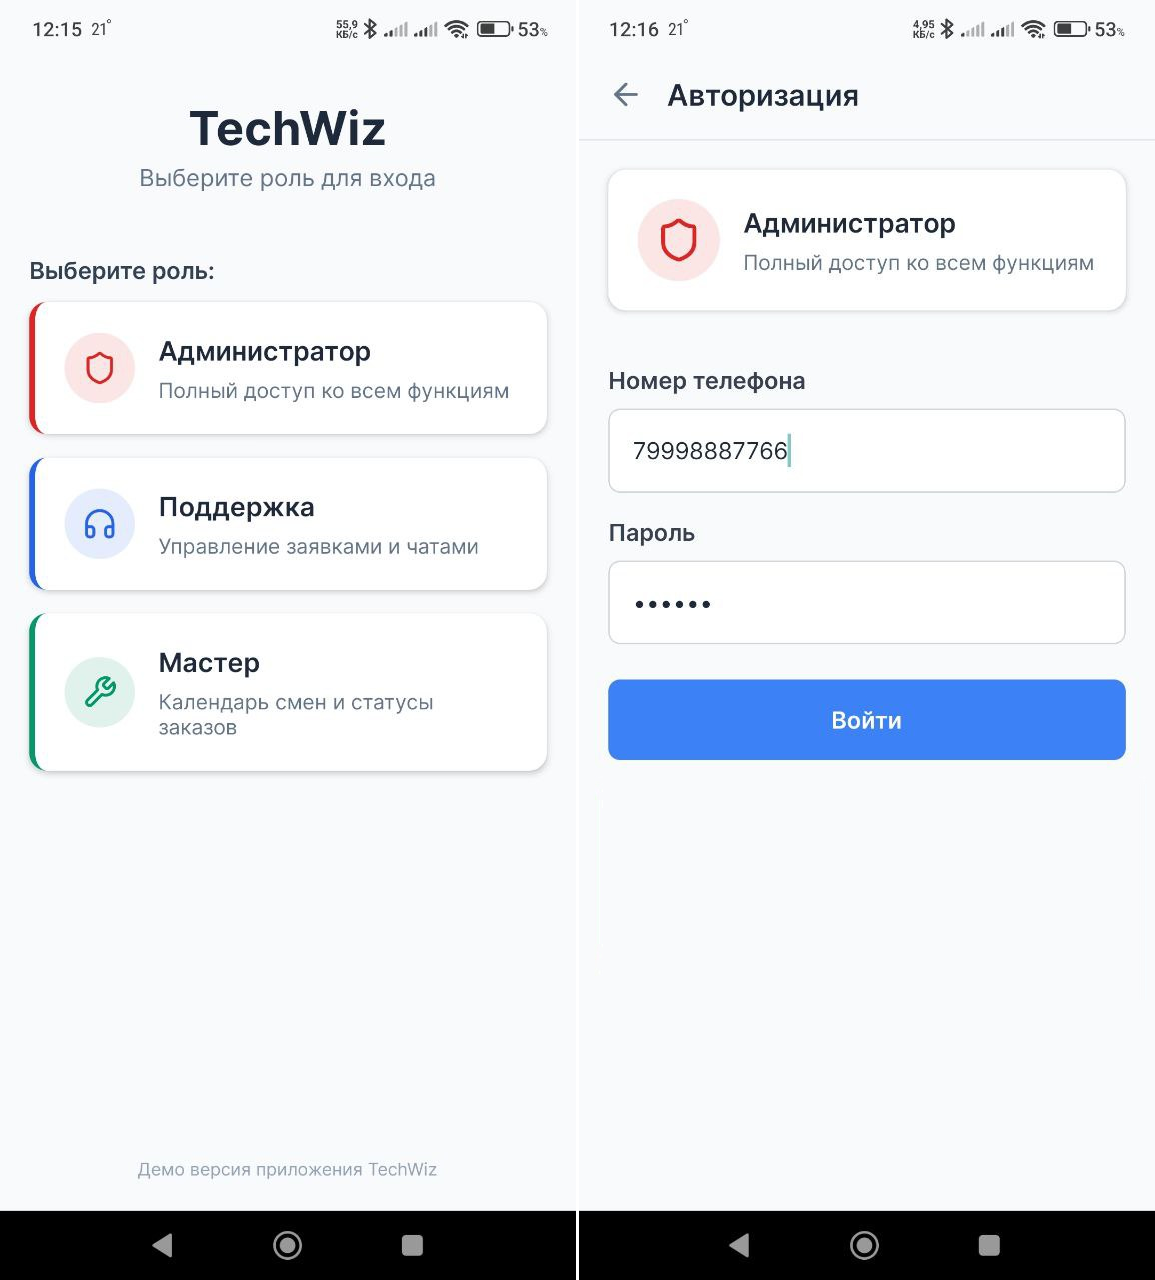 12:15 21°
55,9 КБ/с
53%
TechWiz
Выберите роль для входа
Выберите роль:
Администратор
Полный доступ ко всем функциям
Поддержка
Управление заявками и чатами
Мастер
Календарь смен и статусы
заказов
Демо версия приложения TechWiz
12:16 21°
4,95 КБ/с
53%
Авторизация
Администратор
Полный доступ ко всем функциям
Номер телефона
79998887766
Пароль
••••••
Войти